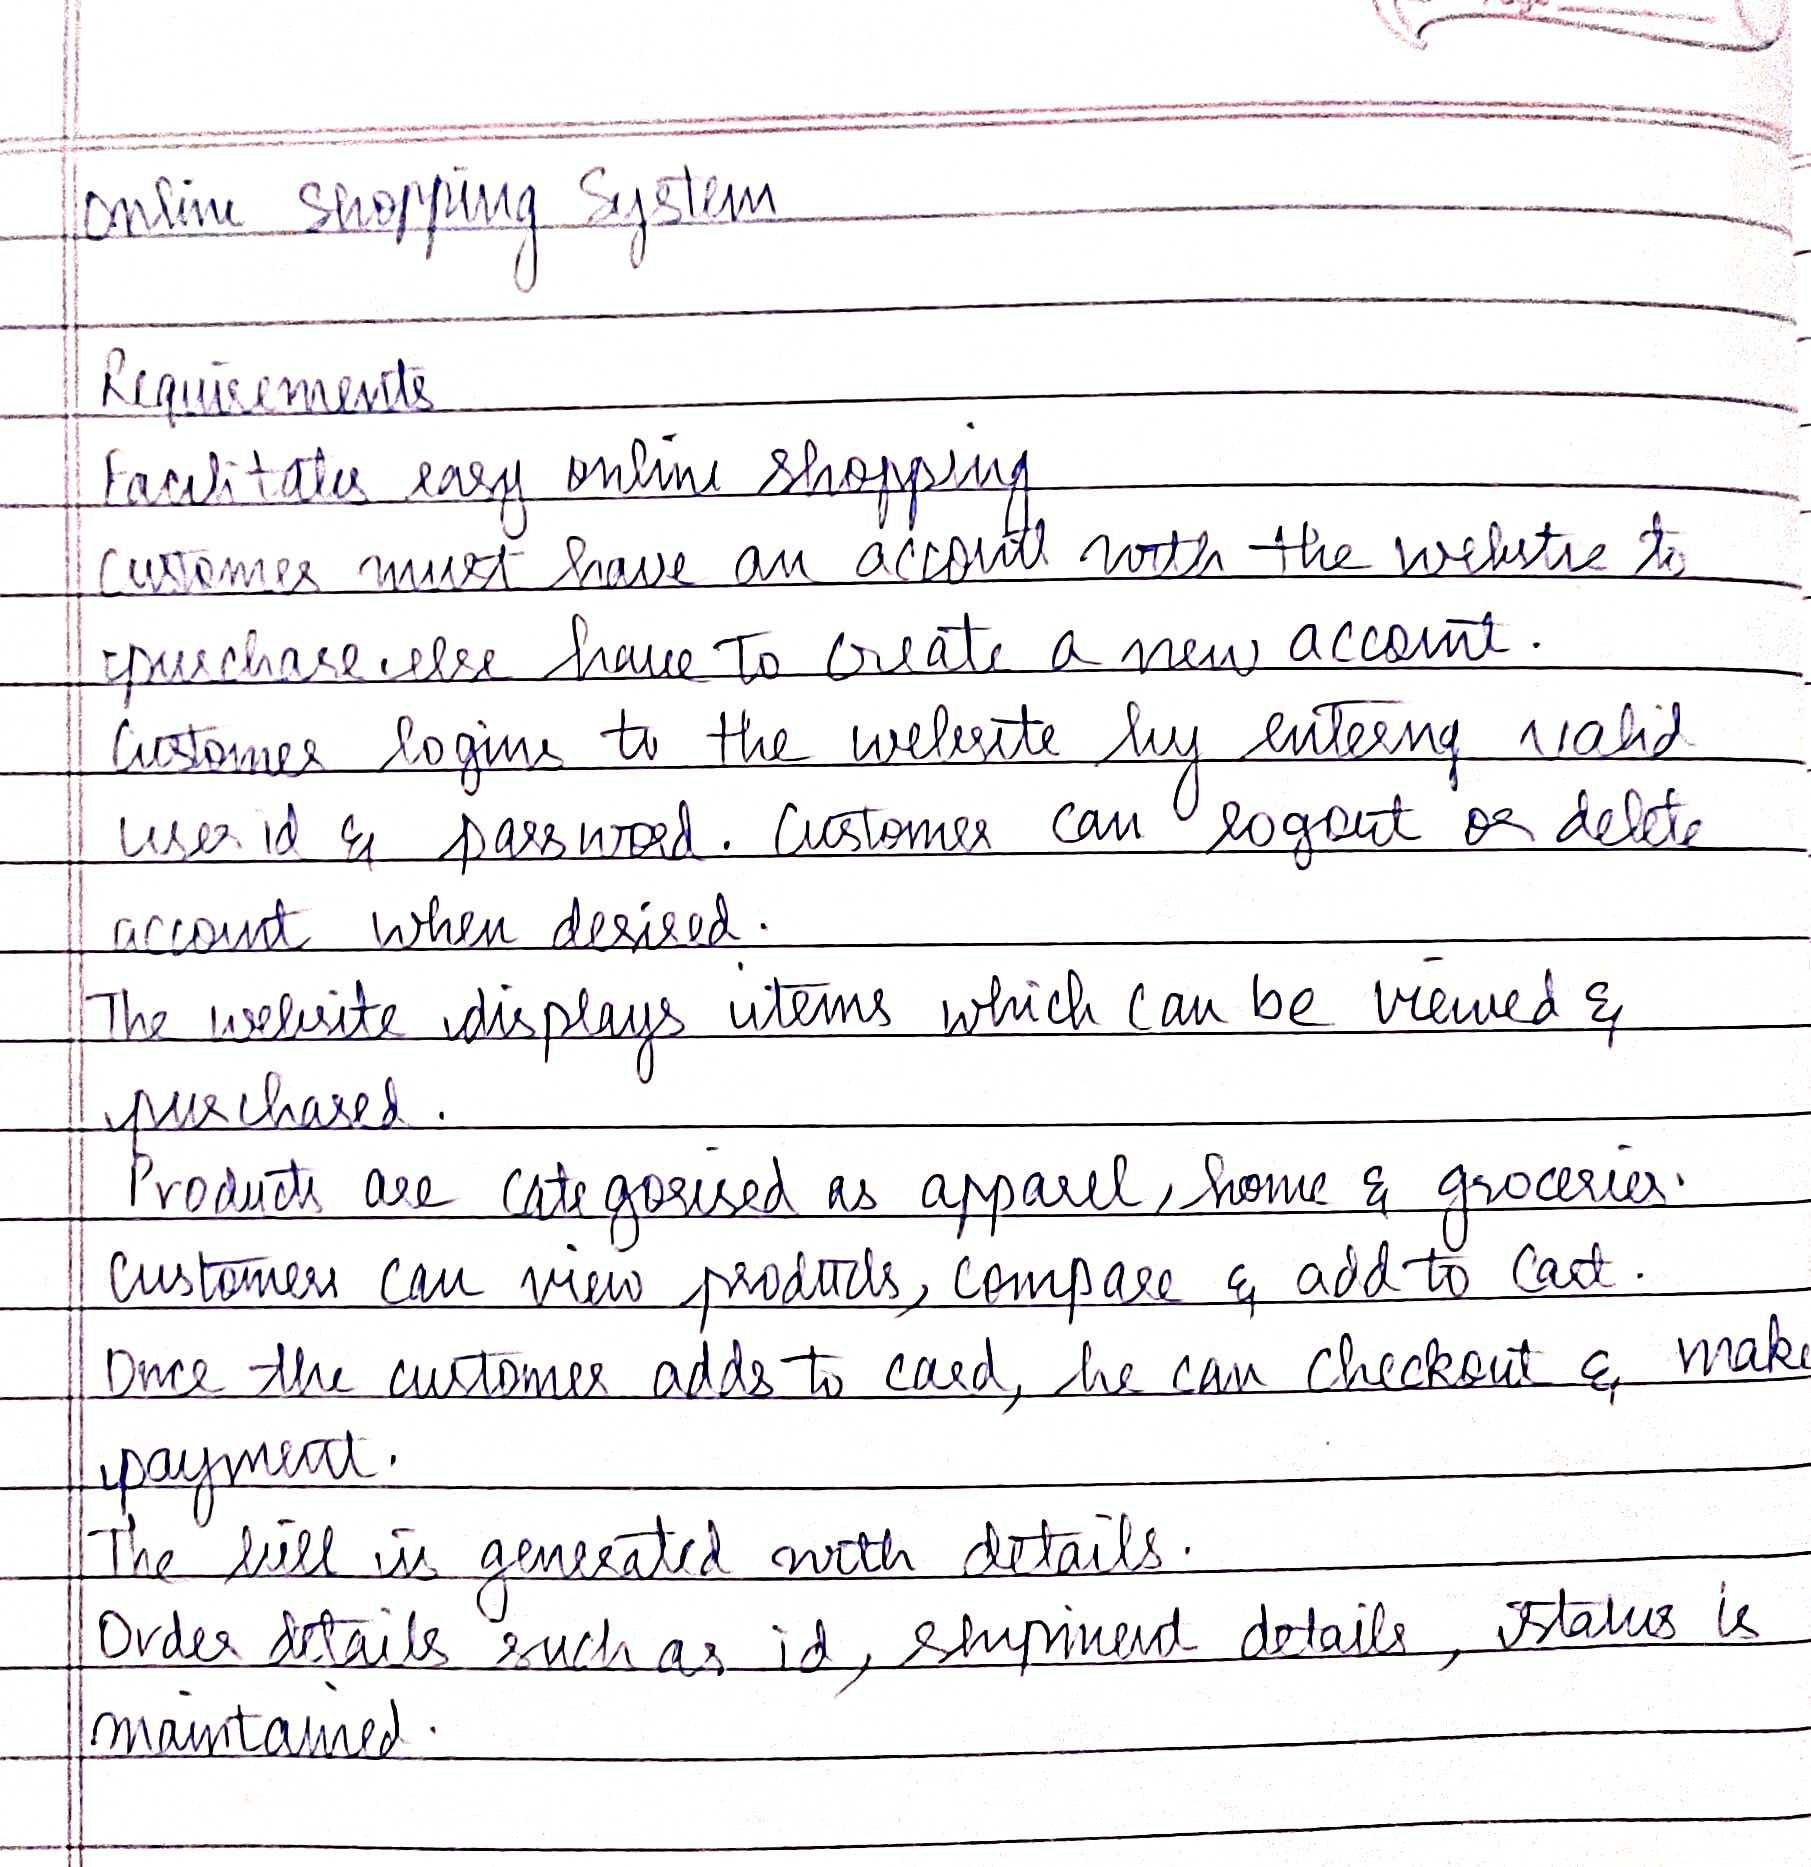 Online Shopping System
Requirements
Facilitates easy online shopping
Customer must have an account with the website to
purchase else have to create a new account.
Customer logins to the website by entering valid
user id & password. Customer can logout or delete
account when desired.
The website displays items which can be viewed &
purchased.
Products are categorised as apparel, home & groceries.
Customers can view products, compare & add to cart.
Once the customer adds to card, he can checkout & make
payment.
The bill is generated with details.
Order details such as id, shipment details, status is
maintained.